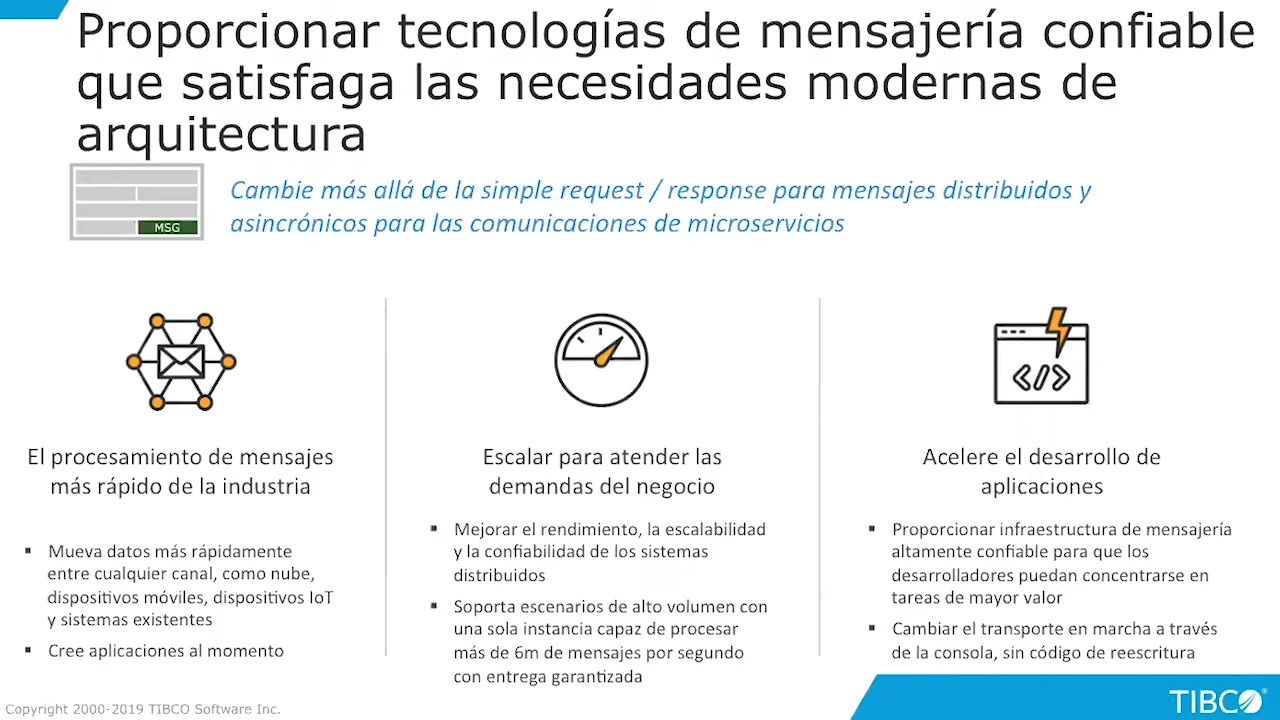 Proporcionar tecnologías de mensajería confiable
que satisfaga las necesidades modernas de
arquitectura
MSG
Cambie más allá de la simple request / response para mensajes distribuidos y
asincrónicos para las comunicaciones de microservicios
El procesamiento de mensajes
más rápido de la industria
▪ Mueva datos más rápidamente
entre cualquier canal, como nube,
dispositivos móviles, dispositivos IoT
y sistemas existentes
▪ Cree aplicaciones al momento
Escalar para atender las
demandas del negocio
▪ Mejorar el rendimiento, la escalabilidad
y la confiabilidad de los sistemas
distribuidos
▪ Soporta escenarios de alto volumen con
una sola instancia capaz de procesar
más de 6m de mensajes por segundo
con entrega garantizada
Acelere el desarrollo de
aplicaciones
▪ Proporcionar infraestructura de mensajería
altamente confiable para que los
desarrolladores puedan concentrarse en
tareas de mayor valor
▪ Cambiar el transporte en marcha a través
de la consola, sin código de reescritura
Copyright 2000-2019 TIBCO Software Inc.
TIBCO®